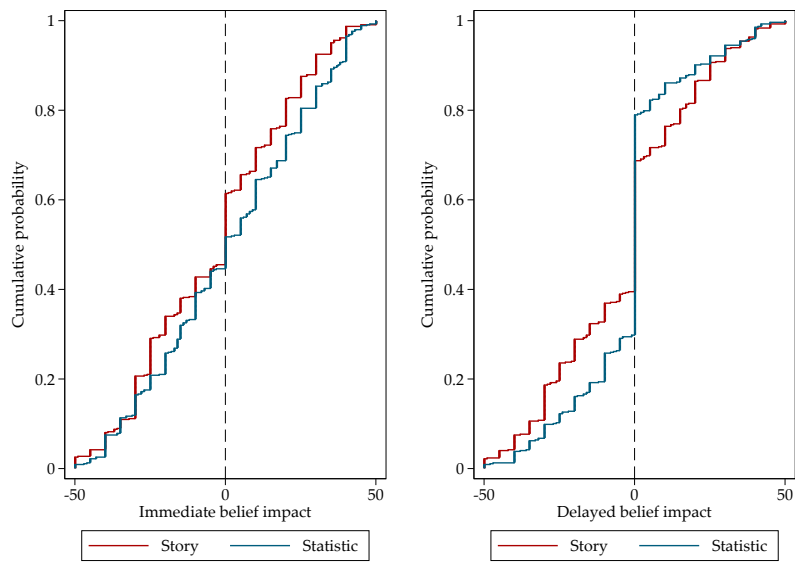 Cumulative probability
1
0.8
0.6
0.4
0.2
0
-50 0 50
Immediate belief impact
Story Statistic
Cumulative probability
1
0.8
0.6
0.4
0.2
0
-50 0 50
Delayed belief impact
Story Statistic